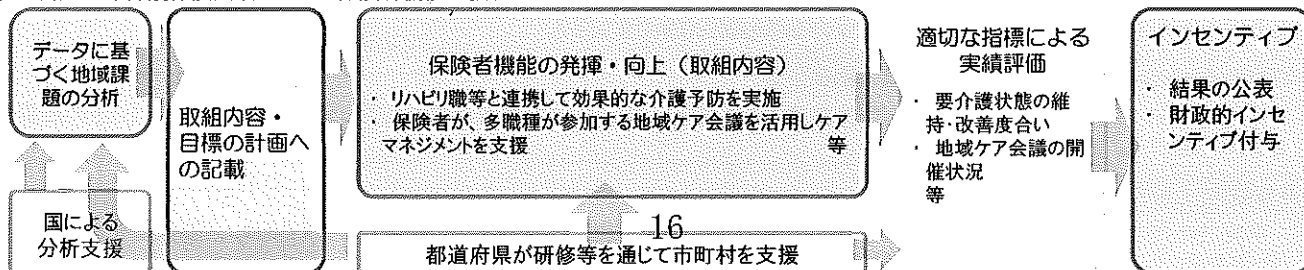 データに基
づく地域課
題の分析
国による
分析支援
取組内容・
目標の計画へ
の記載
保険者機能の発揮・向上（取組内容）
・ リハビリ職等と連携して効果的な介護予防を実施
・ 保険者が、多職種が参加する地域ケア会議を活用しケア
マネジメントを支援 等
16
都道府県が研修等を通じて市町村を支援
適切な指標による
実績評価
・ 要介護状態の維
持・改善度合い
・ 地域ケア会議の開
催状況
等
インセンティブ
・ 結果の公表
・ 財政的インセ
ンティブ付与